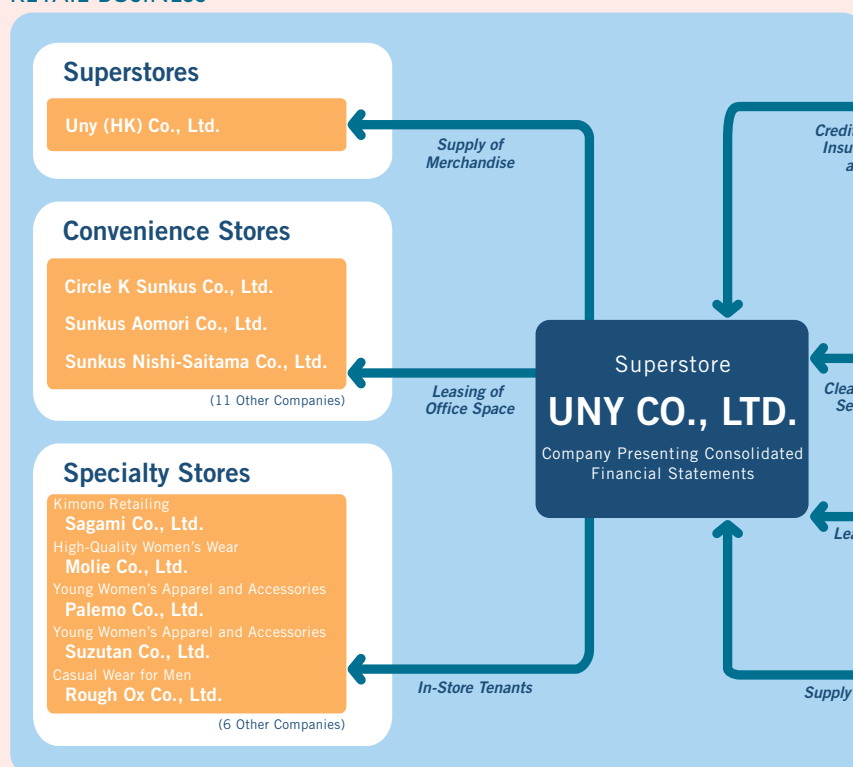 RETAIL BUSINESS
Superstores
Uny (HK) Co., Ltd.
Supply of
Merchandise
Convenience Stores
Circle K Sunkus Co., Ltd.
Sunkus Aomori Co., Ltd.
Sunkus Nishi-Saitama Co., Ltd.
(11 Other Companies)
Leasing of
Office Space
Specialty Stores
Kimono Retailing
Sagami Co., Ltd.
High-Quality Women's Wear
Molie Co., Ltd.
Young Women's Apparel and Accessories
Palemo Co., Ltd.
Young Women's Apparel and Accessories
Suzutan Co., Ltd.
Casual Wear for Men
Rough Ox Co., Ltd.
(6 Other Companies)
In-Store Tenants
Superstore
UNY CO., LTD.
Company Presenting Consolidated
Financial Statements
Supply